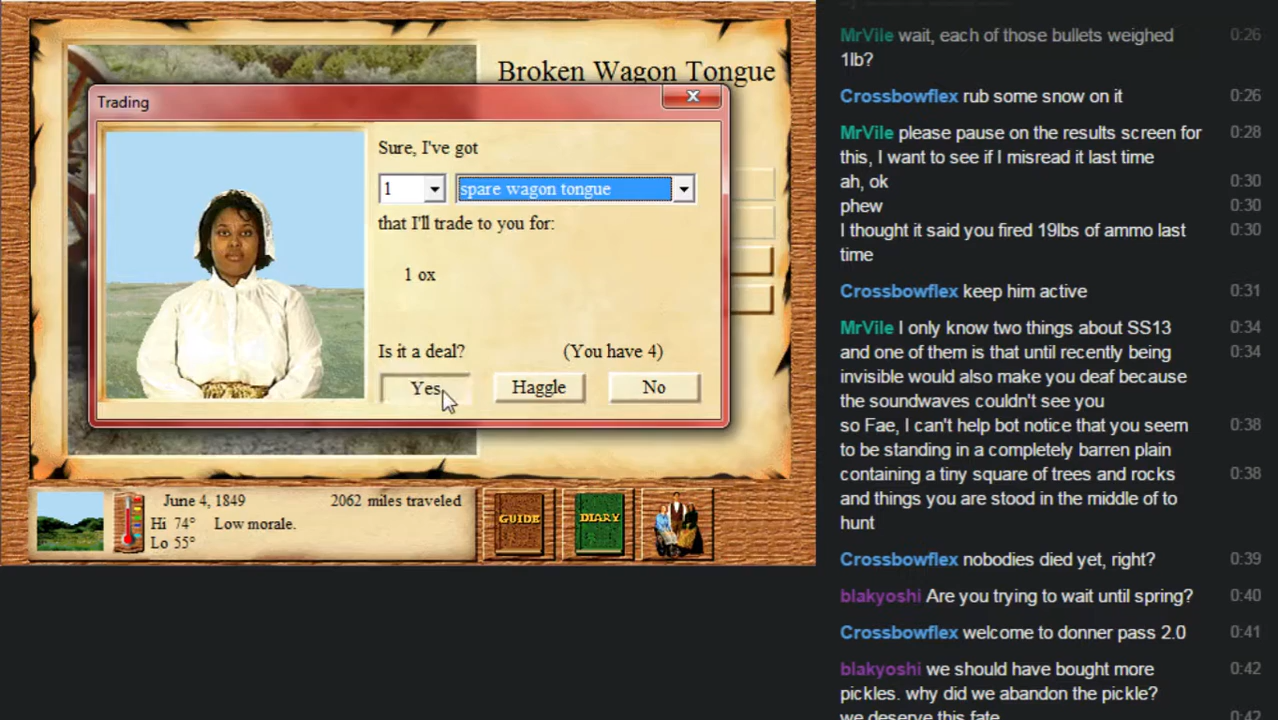 Broken Wagon Tongue
Trading
Sure, I've got
1
spare wagon tongue
that I'll trade to you for:
1 ox
Is it a deal?
(You have 4)
Yes
Haggle
No
June 4, 1849
2062 miles traveled
Hi 74°
Low morale.
Lo 55°
GUIDE
DIARY
MrVile wait, each of those bullets weighed 0:26
1lb?
Crossbowflex rub some snow on it 0:26
MrVile please pause on the results screen for 0:28
this, I want to see if I misread it last time
ah, ok 0:30
phew 0:30
I thought it said you fired 19lbs of ammo last 0:30
time
Crossbowflex keep him active 0:31
MrVile I only know two things about SS13 0:34
and one of them is that until recently being 0:34
invisible would also make you deaf because
the soundwaves couldn't see you
so Fae, I can't help bot notice that you seem 0:38
to be standing in a completely barren plain
containing a tiny square of trees and rocks 0:38
and things you are stood in the middle of to
hunt
Crossbowflex nobodies died yet, right? 0:39
blakyoshi Are you trying to wait until spring? 0:40
Crossbowflex welcome to donner pass 2.0 0:41
blakyoshi we should have bought more 0:42
pickles. why did we abandon the pickle?
we deserve this fate 0:42